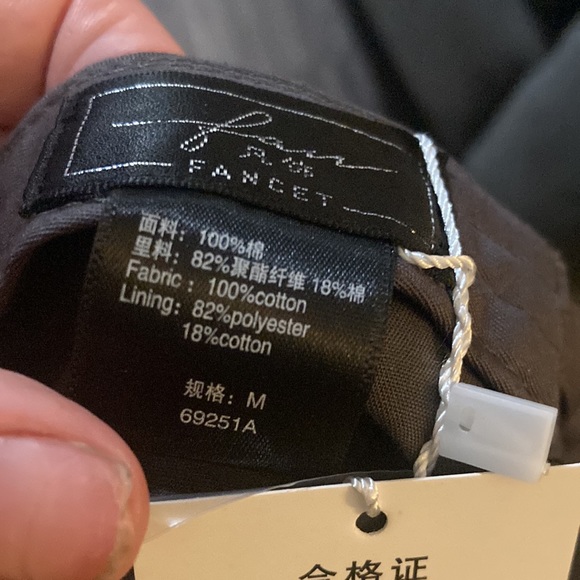 Fan
FANCET
面料：100%棉
里料：82%聚酯纤维 18%棉
Fabric：100%cotton
Lining：82%polyester
18%cotton
规格：M
69251A
合格证